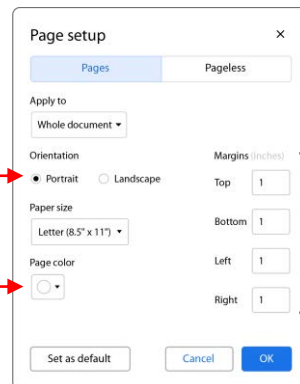 Page setup ×
Pages Pageless
Apply to
Whole document
Orientation Margins (inches)
Portrait Landscape Top 1
Paper size
Letter (8.5" x 11") Bottom 1
Page color Left 1
Right 1
Set as default Cancel OK